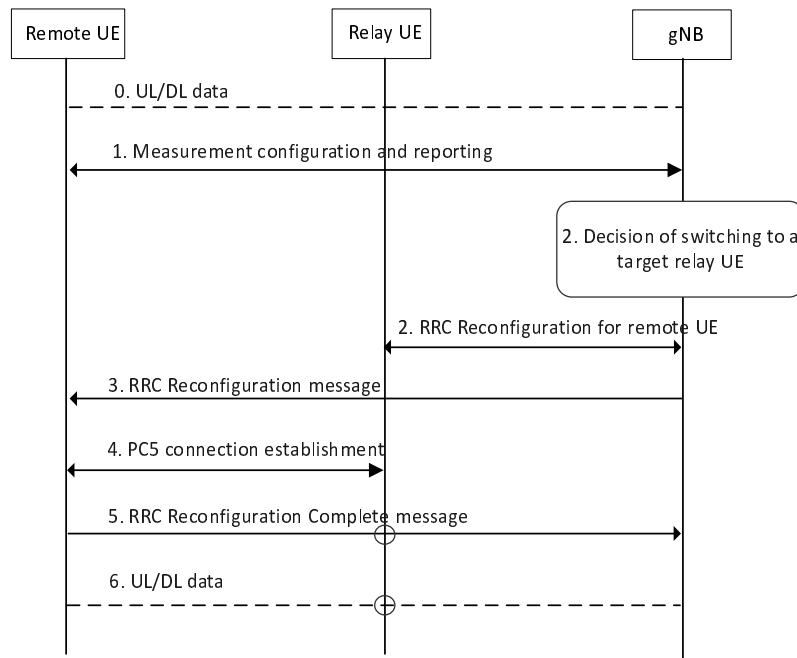 Remote UE
Relay UE
gNB
0. UL/DL data
1. Measurement configuration and reporting
2. Decision of switching to a
target relay UE
2. RRC Reconfiguration for remote UE
3. RRC Reconfiguration message
4. PC5 connection establishment
5. RRC Reconfiguration Complete message
6. UL/DL data